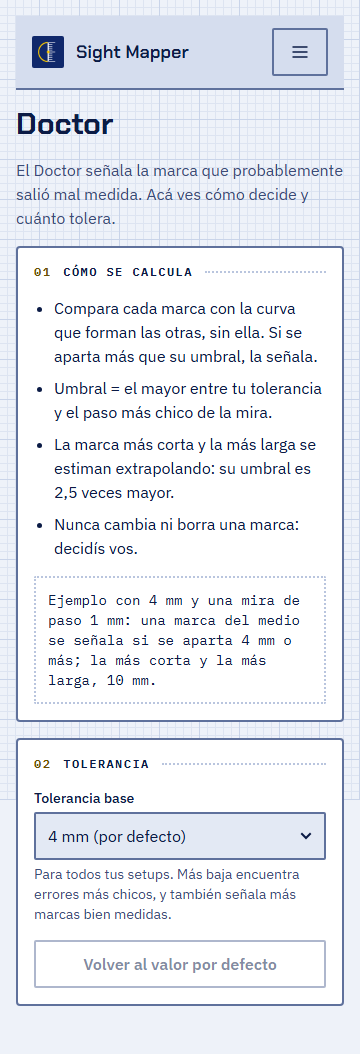 Sight Mapper
Doctor
El Doctor señala la marca que probablemente
salió mal medida. Acá ves cómo decide y
cuánto tolera.
01 CÓMO SE CALCULA
• Compara cada marca con la curva
que forman las otras, sin ella. Si se
aparta más que su umbral, la señala.
• Umbral = el mayor entre tu tolerancia
y el paso más chico de la mira.
• La marca más corta y la más larga se
estiman extrapolando: su umbral es
2,5 veces mayor.
• Nunca cambia ni borra una marca:
decidís vos.
Ejemplo con 4 mm y una mira de
paso 1 mm: una marca del medio
se señala si se aparta 4 mm o
más; la más corta y la más
larga, 10 mm.
02 TOLERANCIA
Tolerancia base
4 mm (por defecto)
Para todos tus setups. Más baja encuentra
errores más chicos, y también señala más
marcas bien medidas.
Volver al valor por defecto